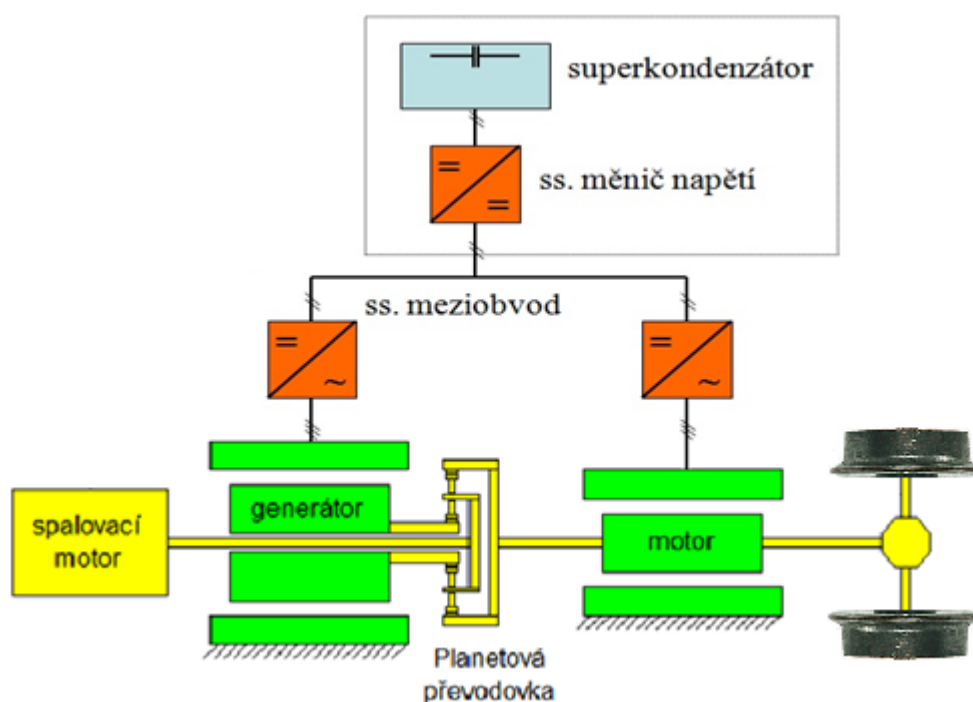 superkondenzátor
ss. měnič napětí
ss. meziobvod
generátor
spalovací
motor
motor
Planetová
převodovka